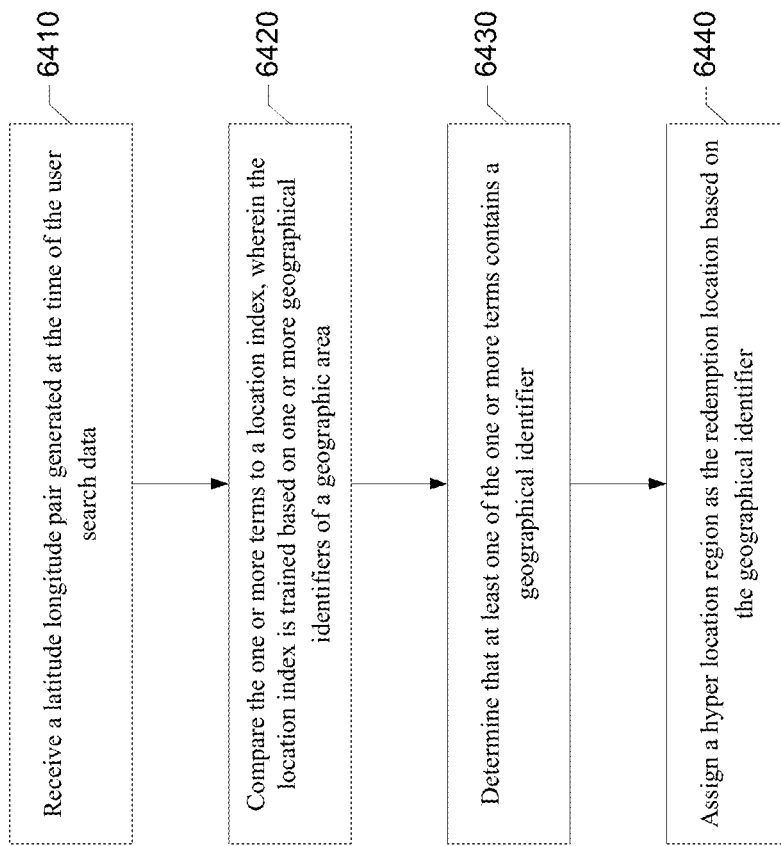 Receive a latitude longitude pair generated at the time of the user
search data
6410
Compare the one or more terms to a location index, wherein the
location index is trained based on one or more geographical
identifiers of a geographic area
6420
Determine that at least one of the one or more terms contains a
geographical identifier
6430
Assign a hyper location region as the redemption location based on
the geographical identifier
6440